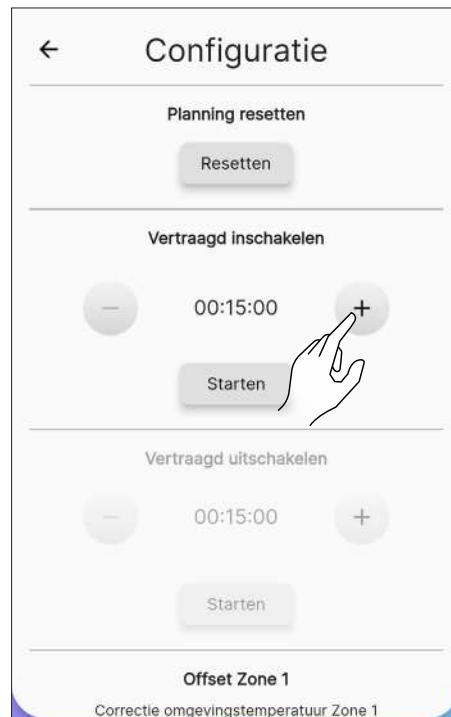 Configuratie
Planning resetten
Resetten
Vertraagd inschakelen
00:15:00
Starten
Vertraagd uitschakelen
00:15:00
Starten
Offset Zone 1
Correctie omgevingstemperatuur Zone 1